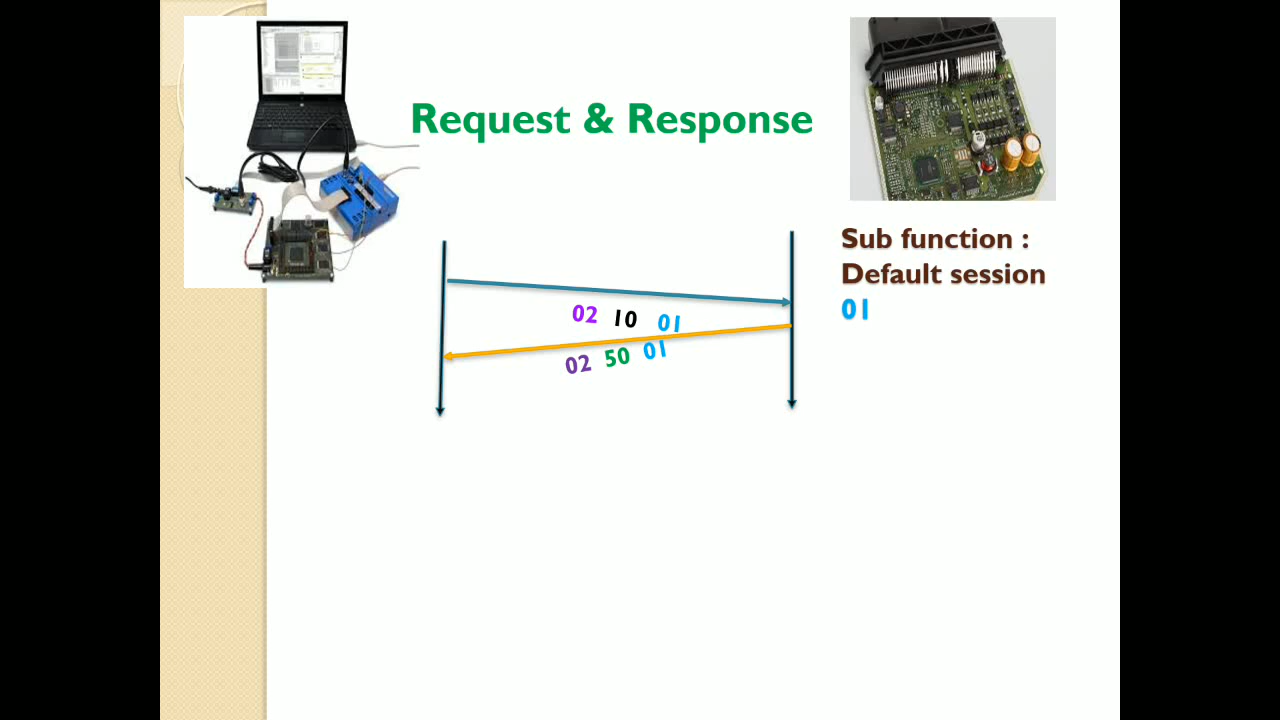 Request & Response
Sub function :
Default session
01
02 10 01
02 50 01